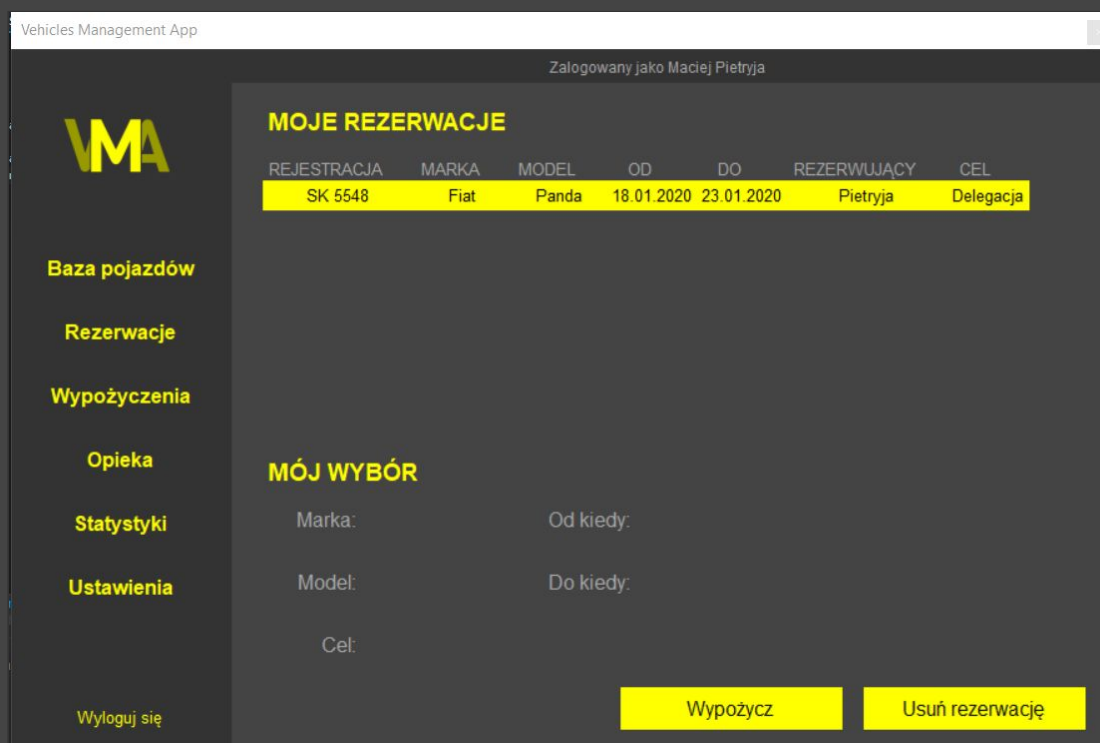 Vehicles Management App
Zalogowany jako Maciej Pietryja
VMA
MOJE REZERWACJE
REJESTRACJA MARKA MODEL OD DO REZERWUJĄCY CEL
SK 5548 Fiat Panda 18.01.2020 23.01.2020 Pietryja Delegacja
Baza pojazdów
Rezerwacje
Wypożyczenia
Opieka
Statystyki
Ustawienia
Wyloguj się
MÓJ WYBÓR
Marka: Od kiedy:
Model: Do kiedy:
Cel:
Wypożycz Usuń rezerwację